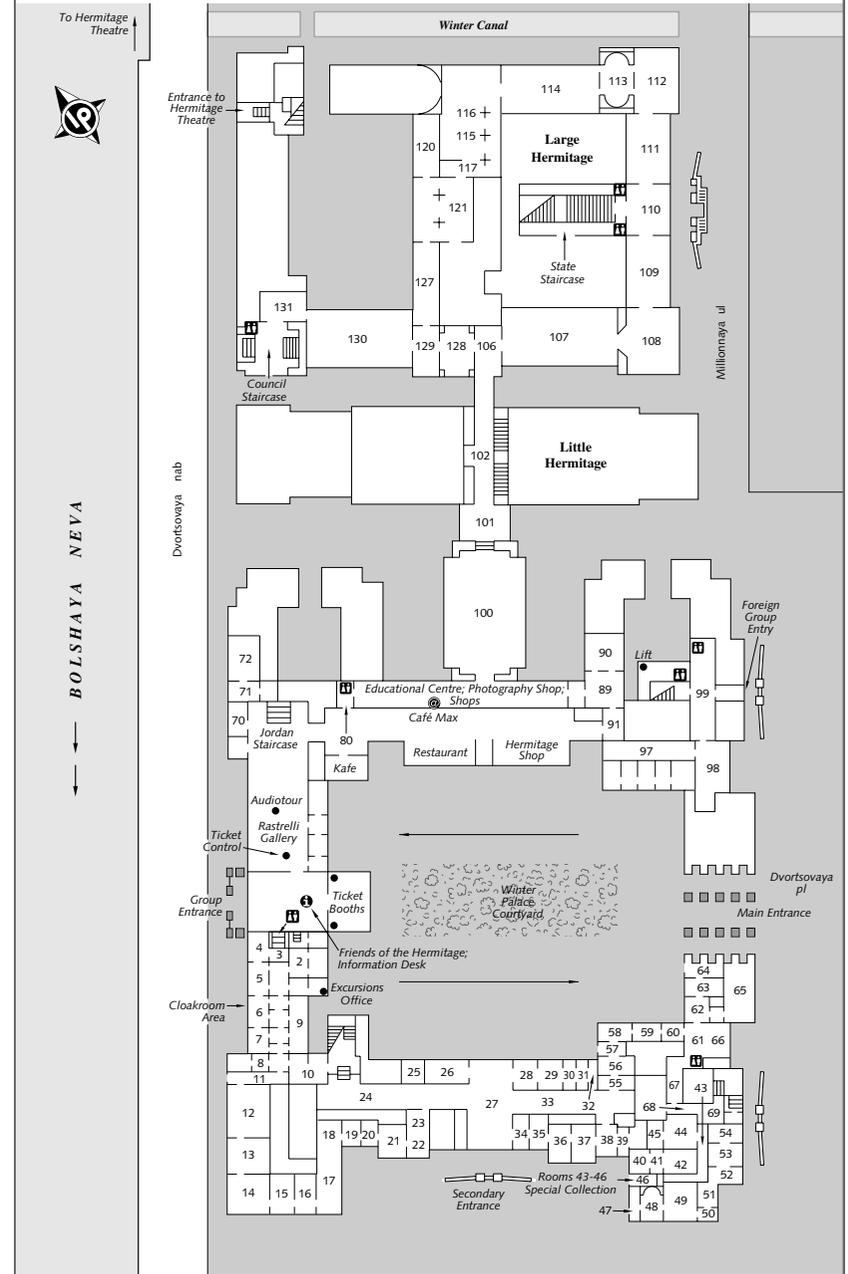 To Hermitage
Theatre
Winter Canal
Entrance to
Hermitage
Theatre
113
112
114
116
115
120
117
Large
Hermitage
111
121
110
State
Staircase
109
127
131
130
129
128
106
107
108
Millionnaya ul
Council
Staircase
Dvortsovaya nab
102
Little
Hermitage
101
BOLSHAYA NEVA
100
Foreign
Group
Entry
72
71
70
90
89
Lift
99
Educational Centre; Photography Shop;
Shops
@
Café Max
91
Jordan
Staircase
80
Kafe
Restaurant
Hermitage
Shop
97
98
Audiotour
Rastrelli
Gallery
Ticket
Control
Group
Entrance
Ticket
Booths
i
Winter
Palace
Courtyard
Dvortsovaya
pl
Main Entrance
Friends of the Hermitage;
Information Desk
4
3
2
5
Excursions
Office
Cloakroom
Area
6
9
7
8
10
11
64
63
65
62
58
59
60
61
66
57
56
55
25
26
28
29
30
31
67
43
24
27
33
32
68
69
12
18
19
20
21
23
22
34
35
36
37
38
39
45
44
54
53
52
13
40
41
42
14
15
16
17
Secondary
Entrance
Rooms 43-46
Special Collection
46
47
48
49
51
50